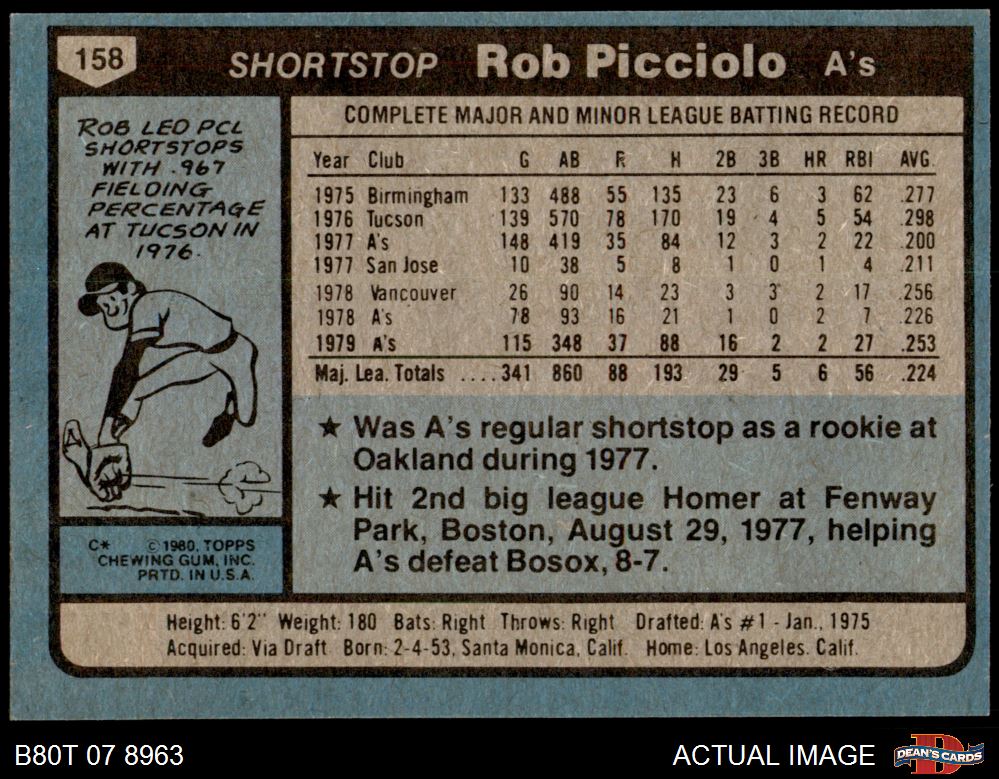 158 SHORTSTOP Rob Picciolo A's
ROB LED PCL
SHORTSTOPS
WITH .967
FIELDING
PERCENTAGE
AT TUCSON IN
1976.
C* © 1980, TOPPS
CHEWING GUM, INC.
PRTD. IN U.S.A.
COMPLETE MAJOR AND MINOR LEAGUE BATTING RECORD
Year Club G AB R H 2B 3B HR RBI AVG.
1975 Birmingham 133 488 55 135 23 6 3 62 .277
1976 Tucson 139 570 78 170 19 4 5 54 .298
1977 A's 148 419 35 84 12 3 2 22 .200
1977 San Jose 10 38 5 8 1 0 1 4 .211
1978 Vancouver 26 90 14 23 3 3 2 17 .256
1978 A's 78 93 16 21 1 0 2 7 .226
1979 A's 115 348 37 88 16 2 2 27 .253
Maj. Lea. Totals ....341 860 88 193 29 5 6 56 .224
★ Was A's regular shortstop as a rookie at
Oakland during 1977.
★ Hit 2nd big league Homer at Fenway
Park, Boston, August 29, 1977, helping
A's defeat Bosox, 8-7.
Height: 6'2" Weight: 180 Bats: Right Throws: Right Drafted: A's #1 - Jan., 1975
Acquired: Via Draft Born: 2-4-53, Santa Monica, Calif. Home: Los Angeles. Calif.
B80T 07 8963 ACTUAL IMAGE DEAN'S CARDS